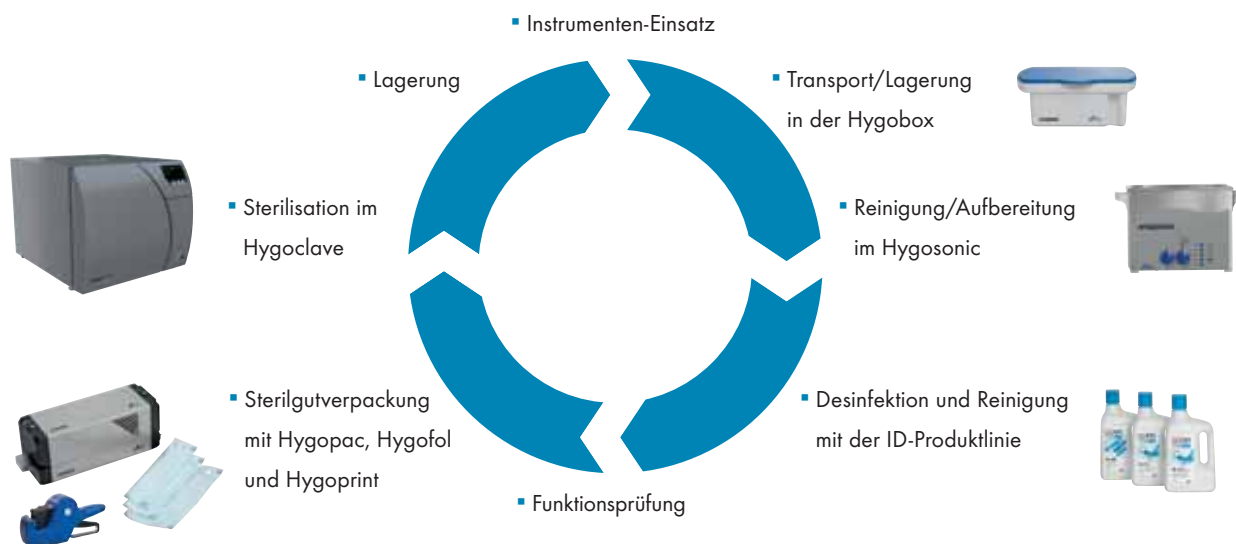 ▪ Instrumenten-Einsatz
▪ Transport/Lagerung
in der Hygobox
▪ Reinigung/Aufbereitung
im Hygosonic
▪ Desinfektion und Reinigung
mit der ID-Produktlinie
▪ Funktionsprüfung
▪ Sterilgutverpackung
mit Hygopac, Hygofol
und Hygoprint
▪ Sterilisation im
Hygoclave
▪ Lagerung